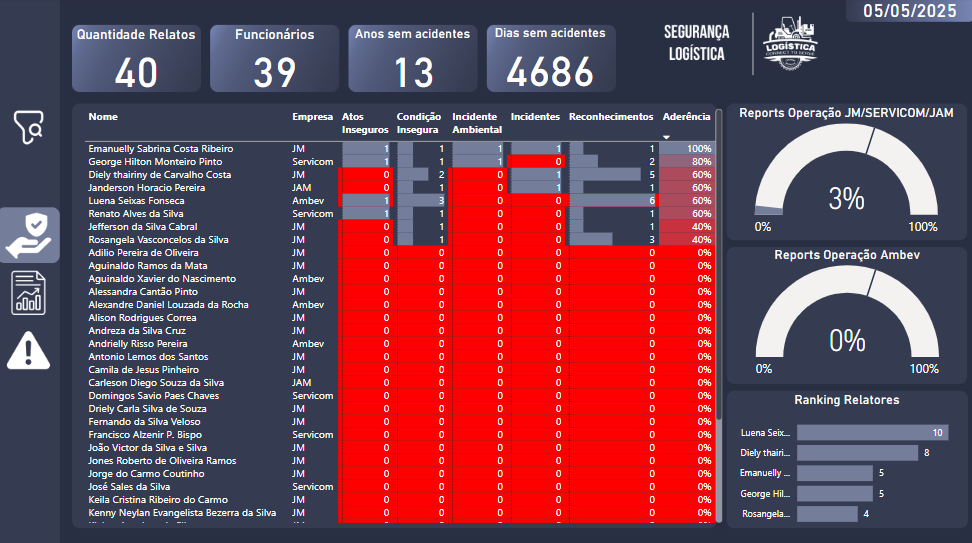 05/05/2025
Quantidade Relatos
40
Funcionários
39
Anos sem acidentes
13
Dias sem acidentes
4686
SEGURANÇA
LOGÍSTICA
LOGÍSTICA
CONNECT TO SERVE
Nome Empresa Atos Inseguros Condição Insegura Incidente Ambiental Incidentes Reconhecimentos Aderência
Emanuelly Sabrina Costa Ribeiro JM 1 1 1 1 1 100%
George Hilton Monteiro Pinto Servicom 1 1 1 0 2 80%
Diely thairiny de Carvalho Costa JM 0 2 0 1 5 60%
Janderson Horacio Pereira JAM 0 1 0 1 1 60%
Luena Seixas Fonseca Ambev 1 3 0 0 6 60%
Renato Alves da Silva Servicom 1 1 0 0 1 60%
Jefferson da Silva Cabral JM 0 1 0 0 1 40%
Rosangela Vasconcelos da Silva JM 0 1 0 0 3 40%
Adilio Pereira de Oliveira JM 0 0 0 0 0 0%
Aguinaldo Ramos da Mata JM 0 0 0 0 0 0%
Aguinaldo Xavier do Nascimento Ambev 0 0 0 0 0 0%
Alessandra Cantão Pinto JM 0 0 0 0 0 0%
Alexandre Daniel Louzada da Rocha Ambev 0 0 0 0 0 0%
Alison Rodrigues Correa JM 0 0 0 0 0 0%
Andreza da Silva Cruz JM 0 0 0 0 0 0%
Andrielly Risso Pereira Ambev 0 0 0 0 0 0%
Antonio Lemos dos Santos JM 0 0 0 0 0 0%
Camila de Jesus Pinheiro JM 0 0 0 0 0 0%
Carleson Diego Souza da Silva JAM 0 0 0 0 0 0%
Domingos Savio Paes Chaves Servicom 0 0 0 0 0 0%
Driely Carla Silva de Souza JM 0 0 0 0 0 0%
Fernando da Silva Veloso JM 0 0 0 0 0 0%
Francisco Alzenir P. Bispo Servicom 0 0 0 0 0 0%
João Victor da Silva e Silva JM 0 0 0 0 0 0%
Jones Roberto de Oliveira Ramos JM 0 0 0 0 0 0%
Jorge do Carmo Coutinho JM 0 0 0 0 0 0%
José Sales da Silva Servicom 0 0 0 0 0 0%
Keila Cristina Ribeiro do Carmo JM 0 0 0 0 0 0%
Kenny Neylan Evangelista Bezerra da Silva JM 0 0 0 0 0 0%
Reports Operação JM/SERVICOM/JAM
3%
0% 100%
Reports Operação Ambev
0%
0% 100%
Ranking Relatores
Luena Seix... 10
Diely thairi... 8
Emanuelly ... 5
George Hil... 5
Rosangela... 4